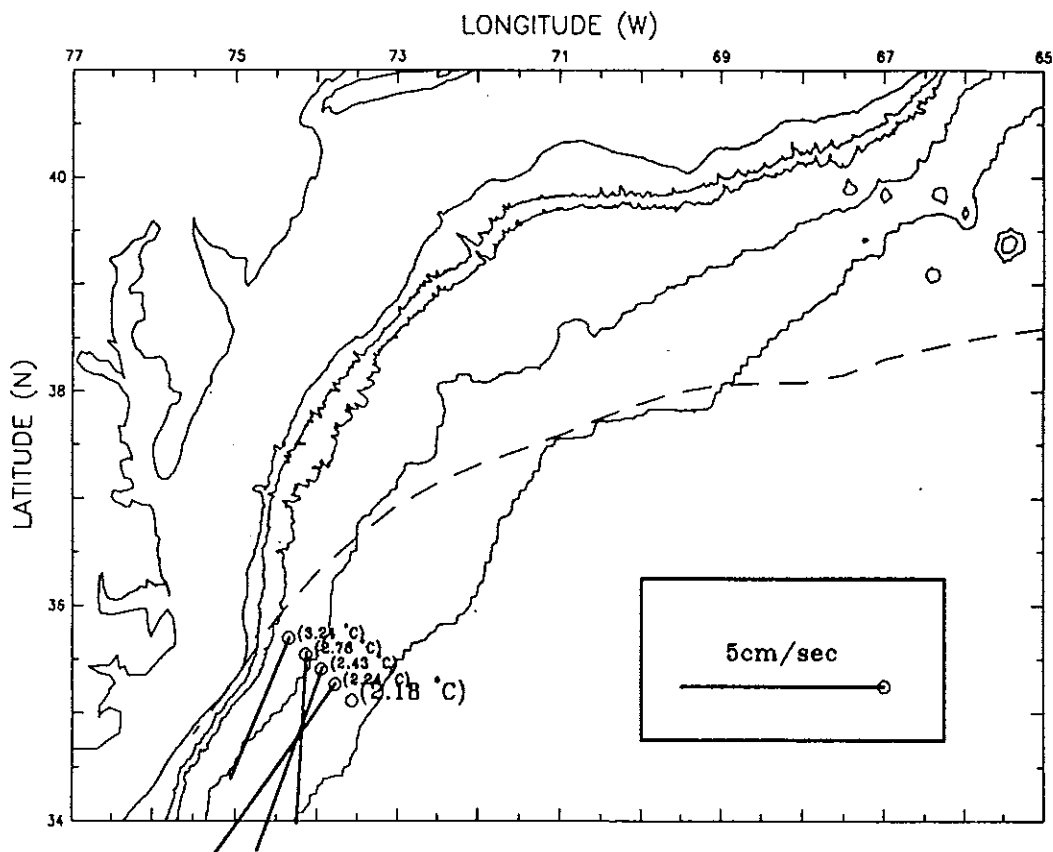 LONGITUDE (W)
77 75 73 71 69 67 65
LATITUDE (N)
40
38
36
34
(3.21 °C)
(2.76 °C)
(2.43 °C)
(2.24 °C)
(2.18 °C)
5cm/sec